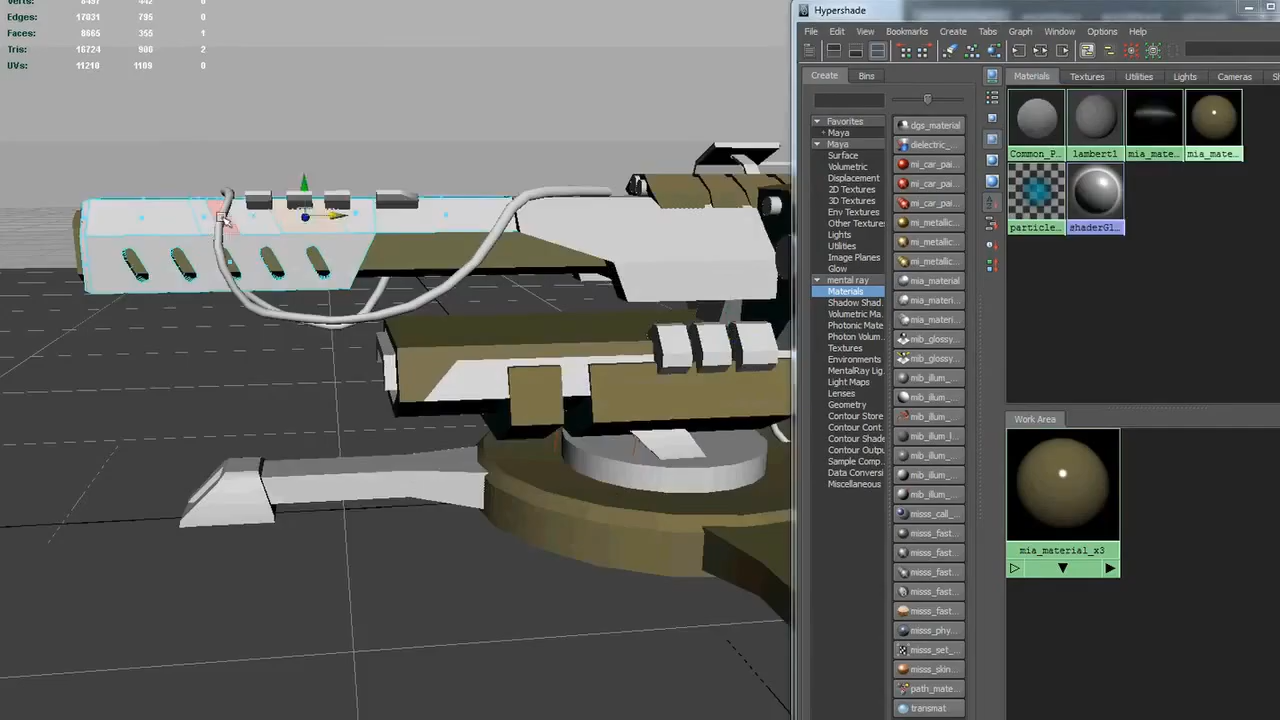 Verts: 8497 442 0
Edges: 17031 795 0
Faces: 8665 355 1
Tris: 16724 906 2
UVs: 11210 1109 0
Hypershade
File Edit View Bookmarks Create Tabs Graph Window Options Help
Create Bins
Favorites
+ Maya
Maya
Surface
Volumetric
Displacement
2D Textures
3D Textures
Env Textures
Other Textures
Lights
Utilities
Image Planes
Glow
mental ray
Materials
Shadow Shad
Volumetric Ma
Photonic Mate
Photon Volum
Textures
Environments
MentalRay Lig
Light Maps
Lenses
Geometry
Contour Store
Contour Cont.
Contour Shade
Contour Outpu
Sample Comp
Data Conversi
Miscellaneous
dgs_material
dielectric_...
mi_car_pai...
mi_car_pai...
mi_car_pai...
mi_metallic...
mi_metallic...
mi_metallic...
mia_material
mia_materi...
mia_materi...
mib_glossy...
mib_glossy...
mib_illum_...
mib_illum_...
mib_illum_...
mib_illum_l...
mib_illum_...
mib_illum_...
mib_illum_...
misss_call_...
misss_fast...
misss_fast...
misss_fast...
misss_fast...
misss_fast...
misss_phy...
misss_set_...
misss_skin...
path_mate...
transmat
Materials Textures Utilities Lights Cameras Sh
Common_P... lambert1 mia_mate... mia_mate...
particle... shaderGl...
Work Area
mia_material_x3